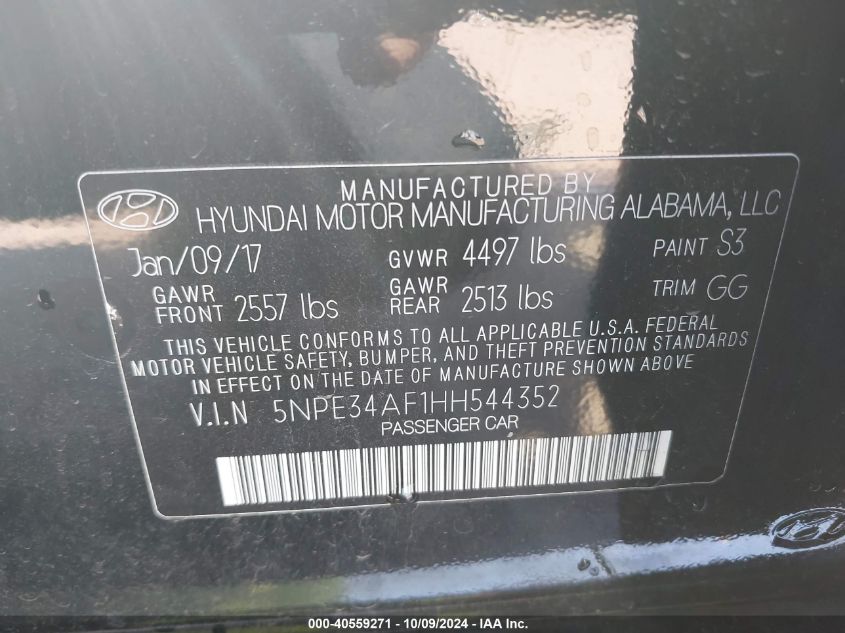 MANUFACTURED BY
HYUNDAI MOTOR MANUFACTURING ALABAMA, LLC
Jan/09/17 GVWR 4497 lbs PAINT S3
GAWR FRONT 2557 lbs GAWR REAR 2513 lbs TRIM GG
THIS VEHICLE CONFORMS TO ALL APPLICABLE U.S.A. FEDERAL
MOTOR VEHICLE SAFETY, BUMPER, AND THEFT PREVENTION STANDARDS
IN EFFECT ON THE DATE OF MANUFACTURE SHOWN ABOVE
V.I.N 5NPE34AF1HH544352
PASSENGER CAR
000-40559271 - 10/09/2024 - IAA Inc.